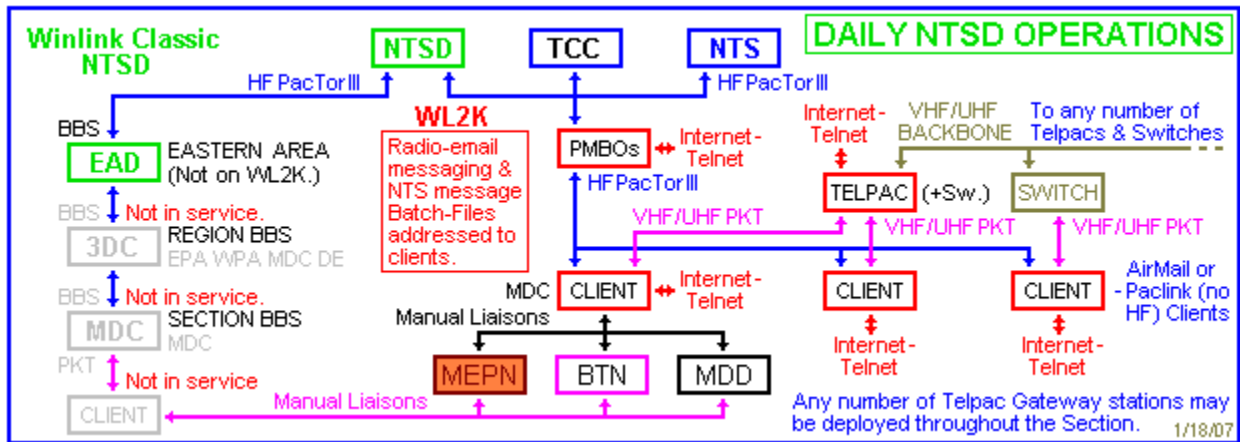 Winlink Classic
NTSD
NTSD
TCC
NTS
DAILY NTSD OPERATIONS
HF PacTor III
HF PacTor III
BBS
EAD
EASTERN AREA
(Not on WL2K.)
BBS
Not in service.
3DC
REGION BBS
EPA WPA MDC DE
BBS
Not in service.
MDC
SECTION BBS
MDC
PKT
Not in service
CLIENT
WL2K
Radio-email
messaging &
NTS message
Batch-Files
addressed to
clients.
PMBOs
Internet-
Telnet
HF PacTor III
Internet-
Telnet
VHF/UHF
BACKBONE
To any number of
Telpacs & Switches
TELPAC
(+Sw.)
SWITCH
VHF/UHF PKT
VHF/UHF PKT
VHF/UHF PKT
MDC
CLIENT
Internet-
Telnet
CLIENT
CLIENT
AirMail or
- Paclink (no
HF) Clients
Internet-
Telnet
Internet-
Telnet
Manual Liaisons
MEPN
BTN
MDD
Manual Liaisons
Any number of Telpac Gateway stations may
be deployed throughout the Section.
1/18/07